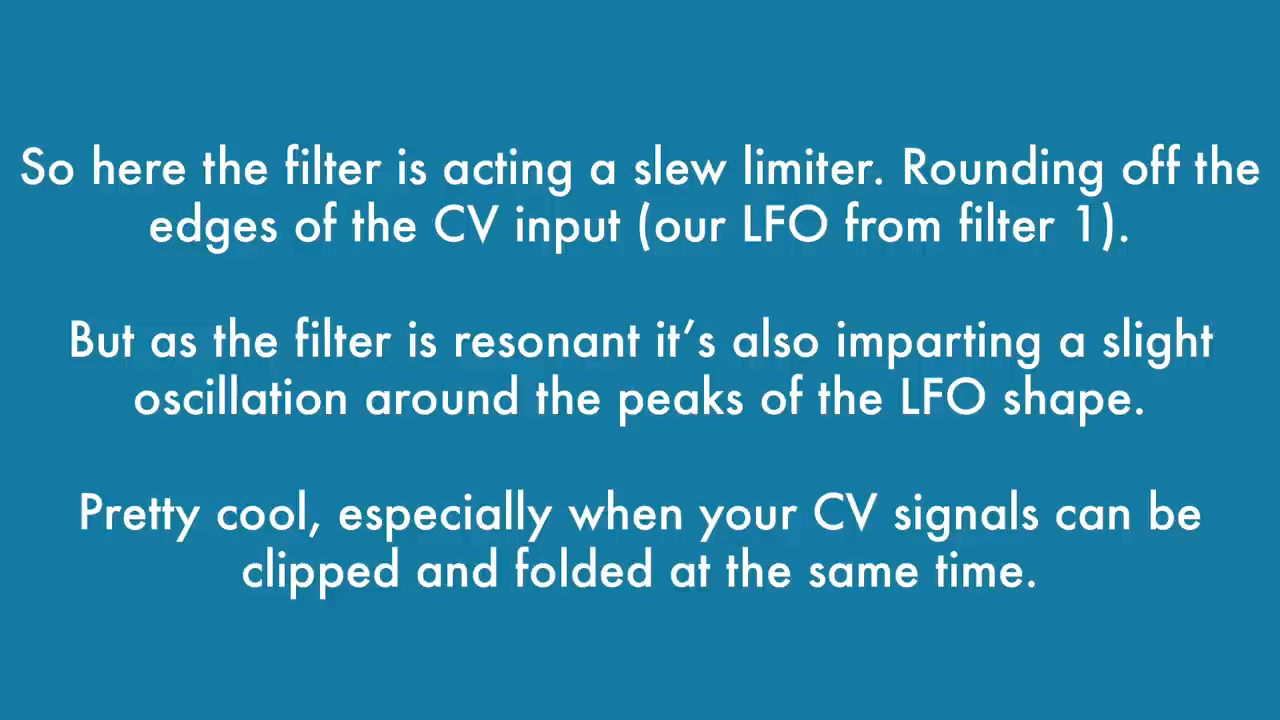 So here the filter is acting a slew limiter. Rounding off the
edges of the CV input (our LFO from filter 1).
But as the filter is resonant it’s also imparting a slight
oscillation around the peaks of the LFO shape.
Pretty cool, especially when your CV signals can be
clipped and folded at the same time.